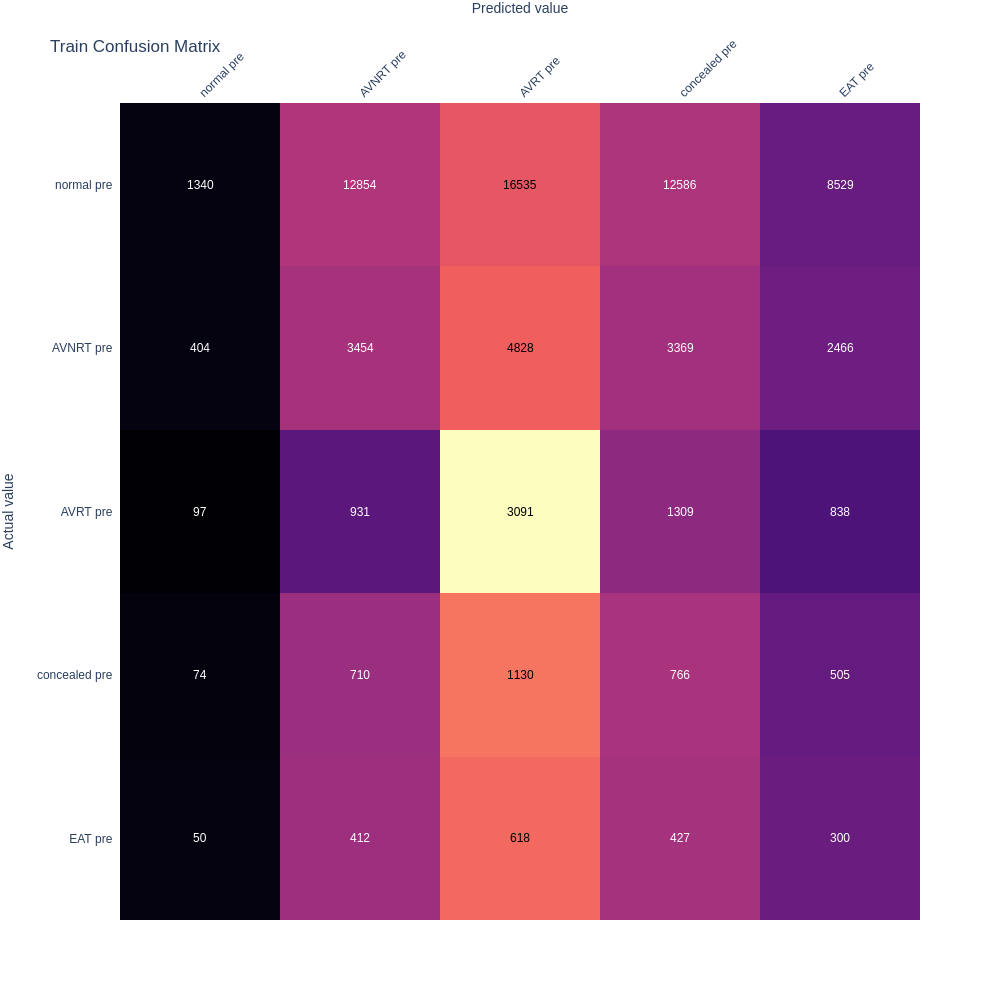 Predicted value
Train Confusion Matrix
normal pre
AVNRT pre
AVRT pre
concealed pre
EAT pre
normal pre 1340 12854 16535 12586 8529
AVNRT pre 404 3454 4828 3369 2466
AVRT pre 97 931 3091 1309 838
concealed pre 74 710 1130 766 505
EAT pre 50 412 618 427 300
Actual value